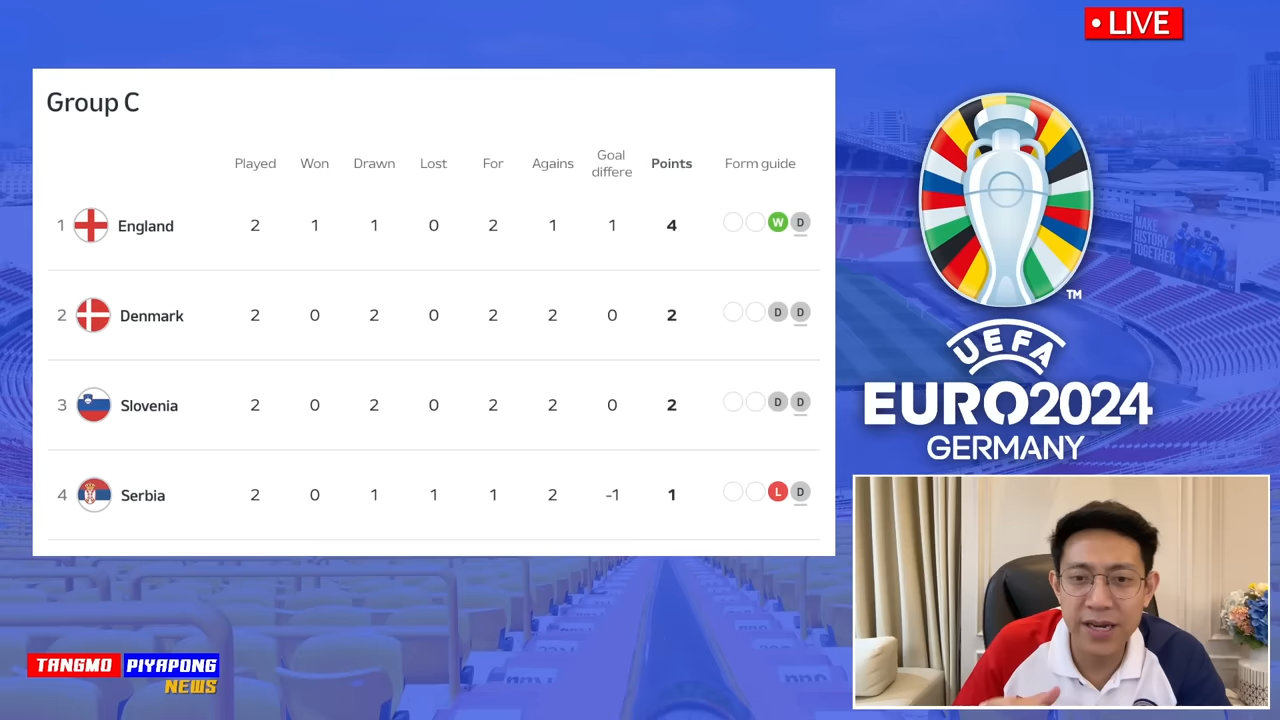 • LIVE
Group C
Played Won Drawn Lost For Agains Goal differe Points Form guide
1 England 2 1 1 0 2 1 1 4 W D
2 Denmark 2 0 2 0 2 2 0 2 D D
3 Slovenia 2 0 2 0 2 2 0 2 D D
4 Serbia 2 0 1 1 1 2 -1 1 L D
MAKE
HISTORY
TOGETHER
TM
UEFA
EURO2024
GERMANY
TANGMO PIYAPONG
NEWS